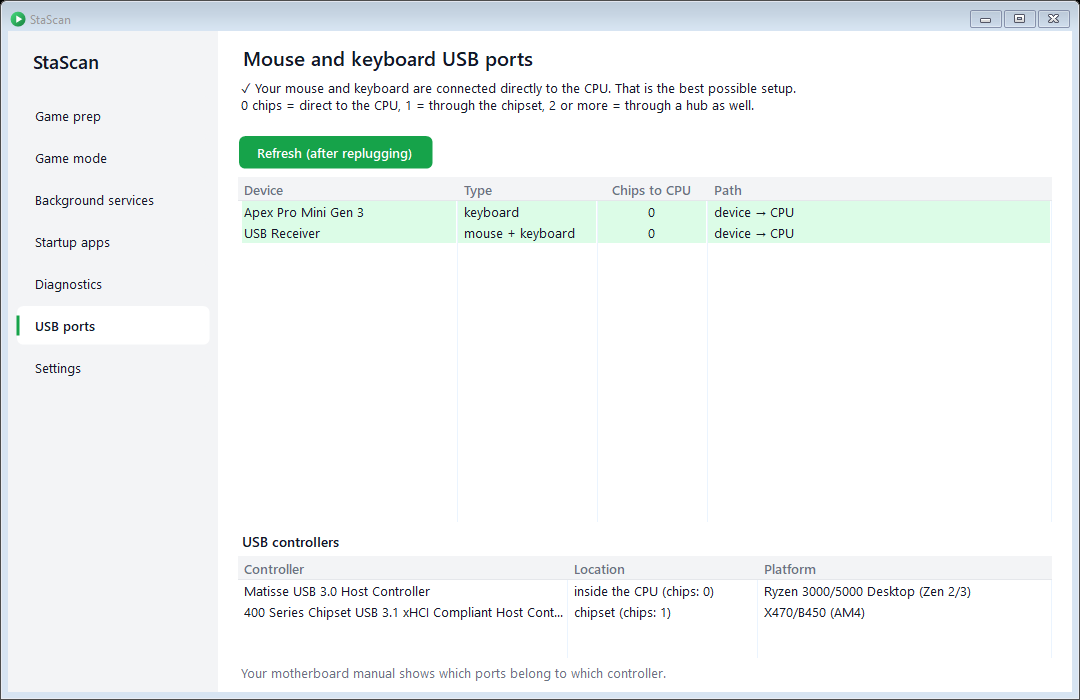 StaScan
StaScan
Game prep
Game mode
Background services
Startup apps
Diagnostics
USB ports
Settings
Mouse and keyboard USB ports
✓ Your mouse and keyboard are connected directly to the CPU. That is the best possible setup.
0 chips = direct to the CPU, 1 = through the chipset, 2 or more = through a hub as well.
Refresh (after replugging)
Device Type Chips to CPU Path
Apex Pro Mini Gen 3 keyboard 0 device → CPU
USB Receiver mouse + keyboard 0 device → CPU
USB controllers
Controller Location Platform
Matisse USB 3.0 Host Controller inside the CPU (chips: 0) Ryzen 3000/5000 Desktop (Zen 2/3)
400 Series Chipset USB 3.1 xHCI Compliant Host Cont... chipset (chips: 1) X470/B450 (AM4)
Your motherboard manual shows which ports belong to which controller.